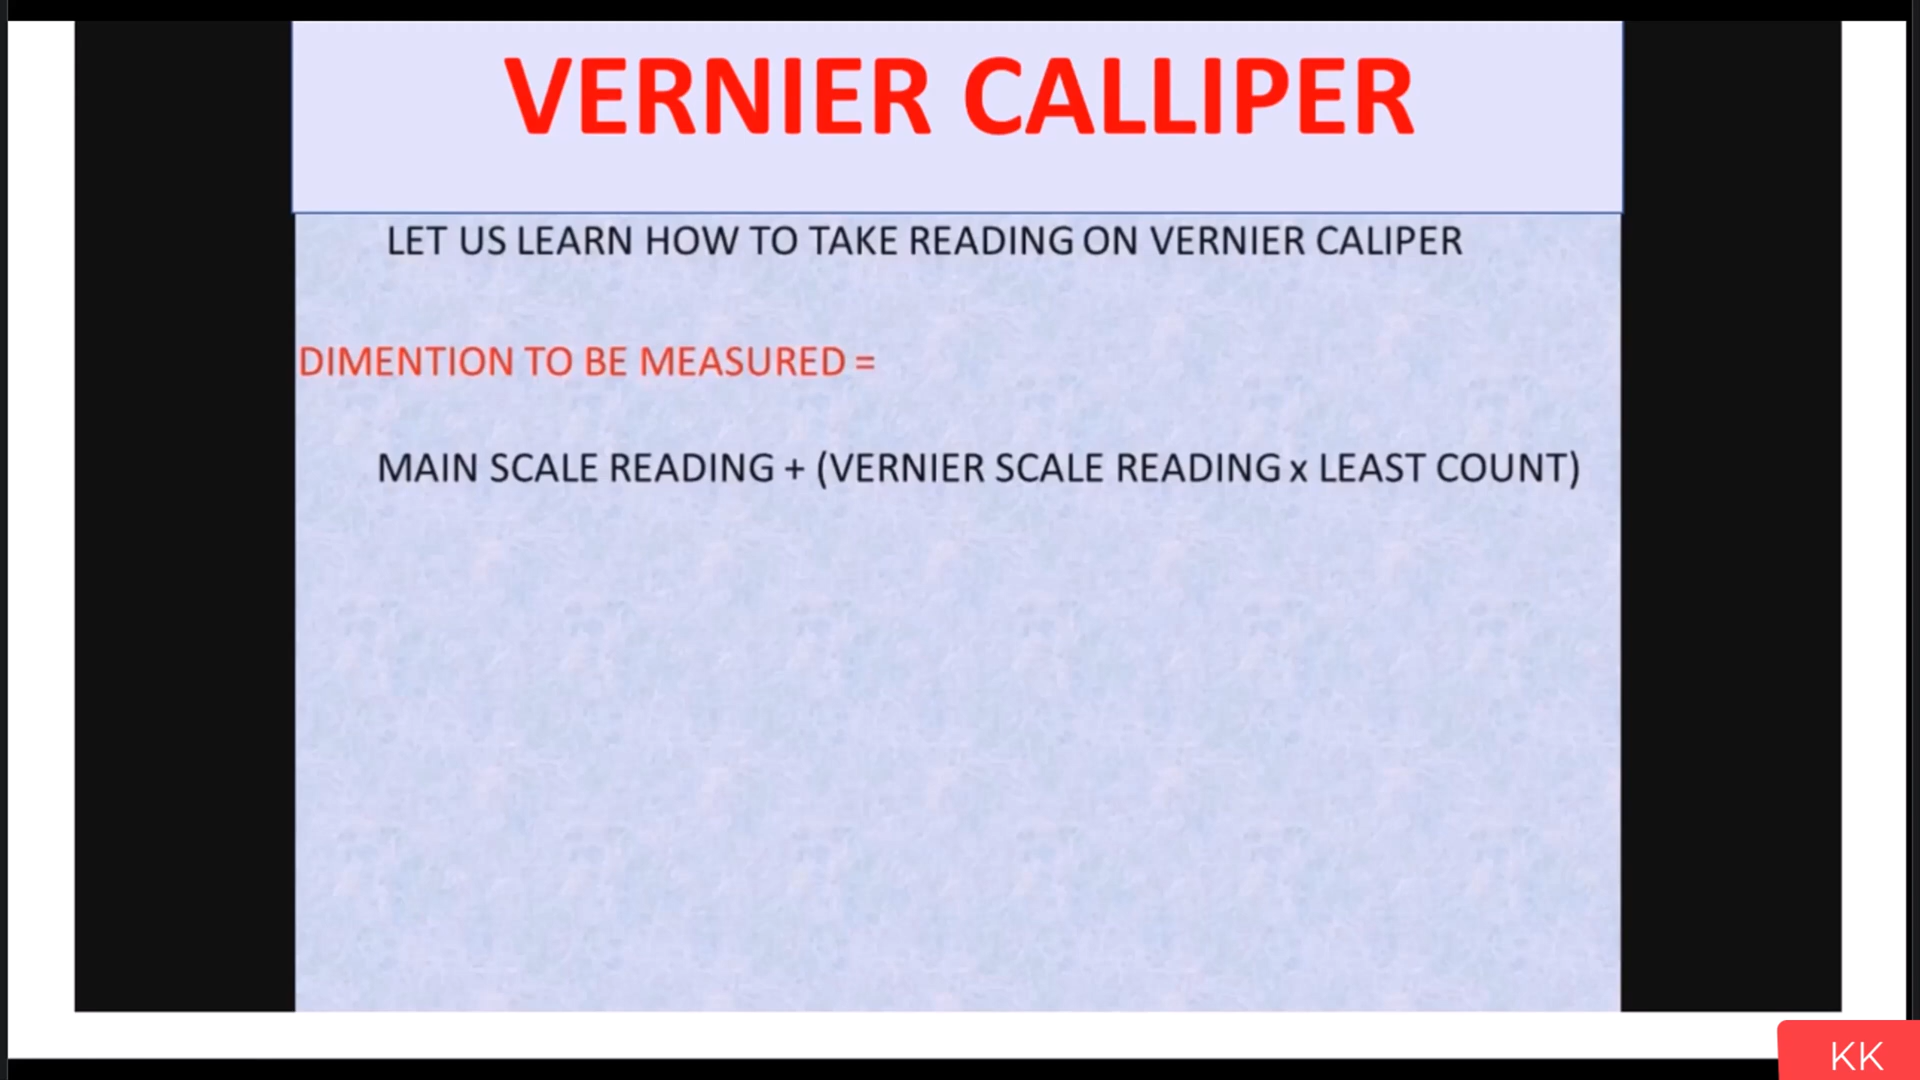 VERNIER CALLIPER
LET US LEARN HOW TO TAKE READING ON VERNIER CALIPER
DIMENTION TO BE MEASURED =
MAIN SCALE READING + (VERNIER SCALE READING x LEAST COUNT)
KK